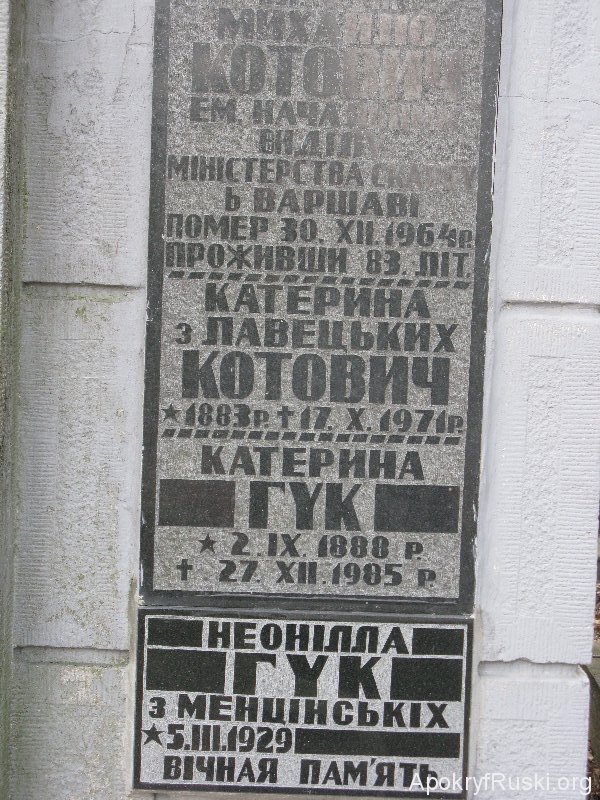 МИХАЙЛО
КОТОВИЧ
ЕМ. НАЧАЛЬНИК
ВІДДІЛУ
МІНІСТЕРСТВА СКАРБУ
Ь ВАРШАВІ
ПОМЕР 30. XII. 1964 Р.
ПРОЖИВШИ 83. ЛІТ.
КАТЕРИНА
З ЛАВЕЦЬКИХ
КОТОВИЧ
★1883 Р. ✝ 17. X. 1971 Р.
КАТЕРИНА
ГУК
★ 2. IX. 1888 Р.
✝ 27. XII. 1985 Р.
НЕОНІЛЛА
ГУК
З МЕНЦІНСЬКІХ
★5.III.1929
ВІЧНАЯ ПАМ'ЯТЬ
ApokryfRuski.org